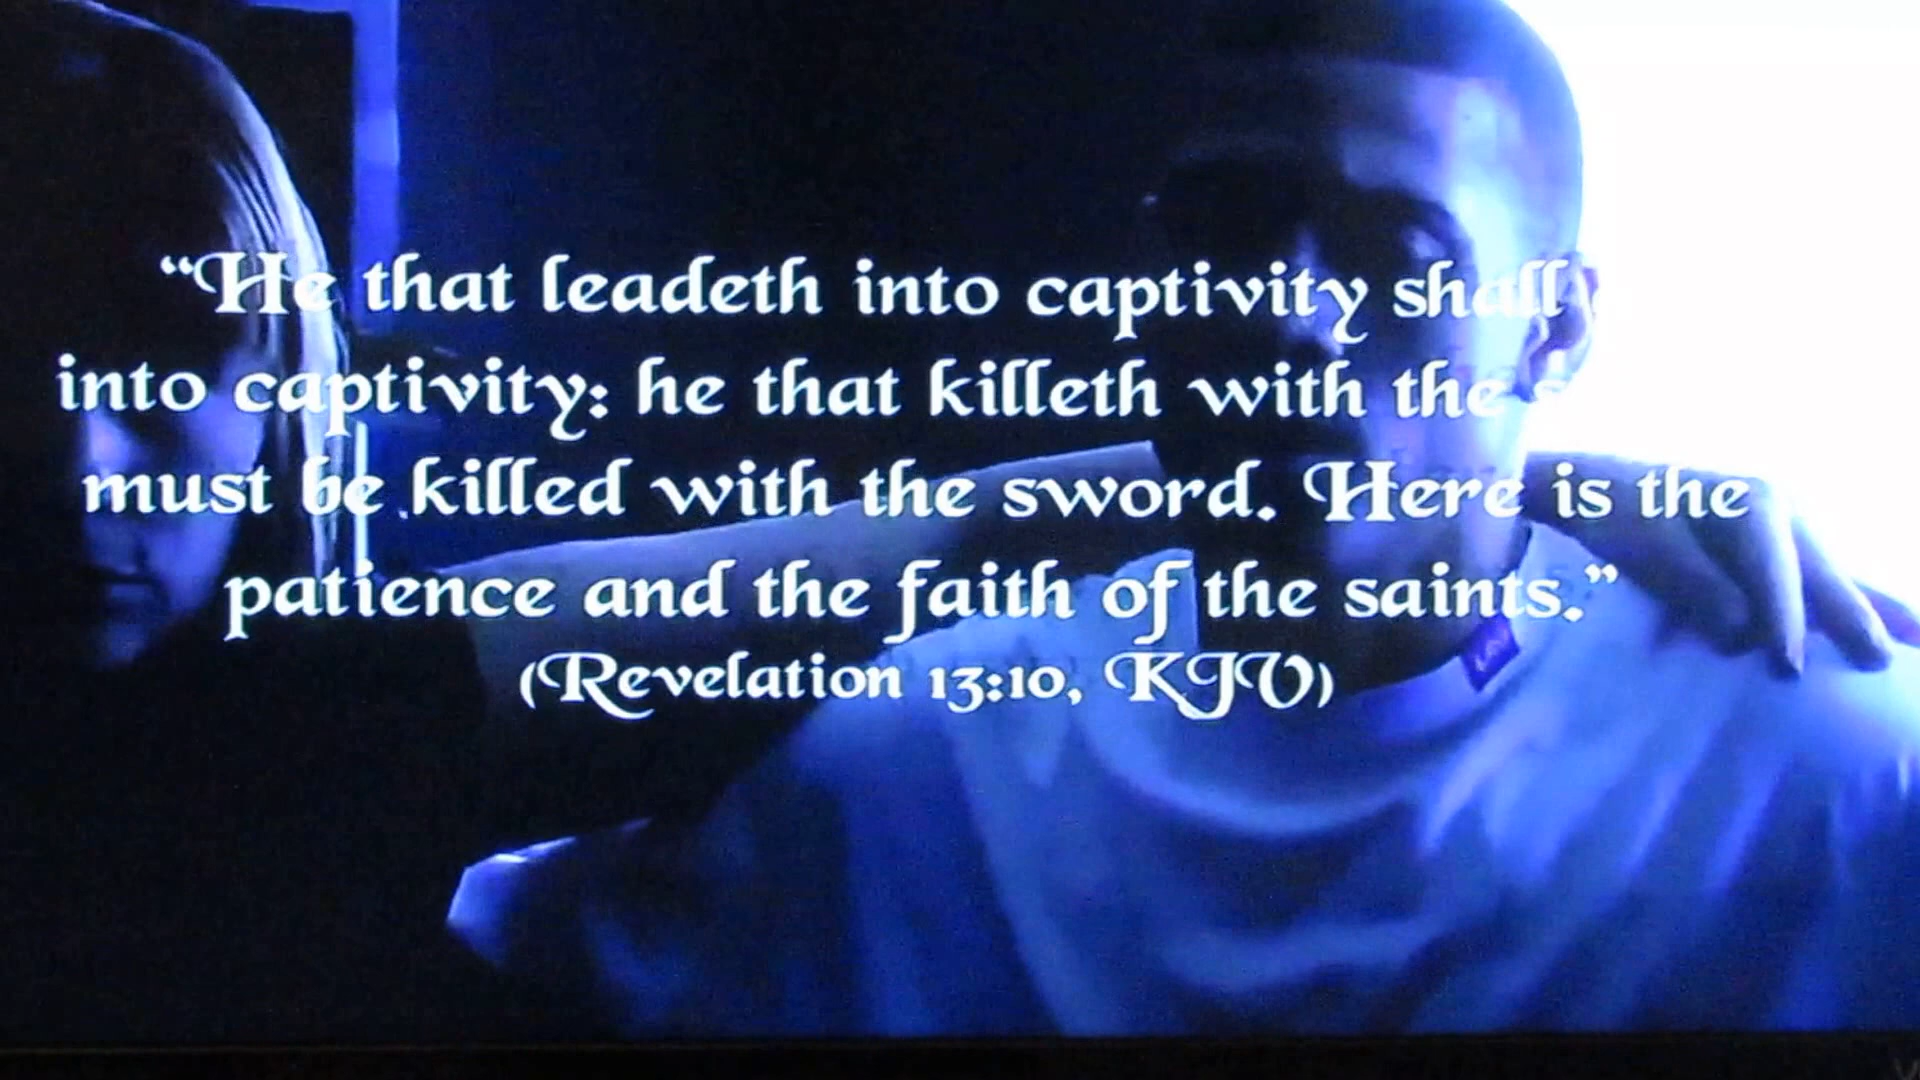 “He that leadeth into captivity shall
into captivity: he that killeth with the
must be killed with the sword. Here is the
patience and the faith of the saints.”
(Revelation 13:10, KJV)